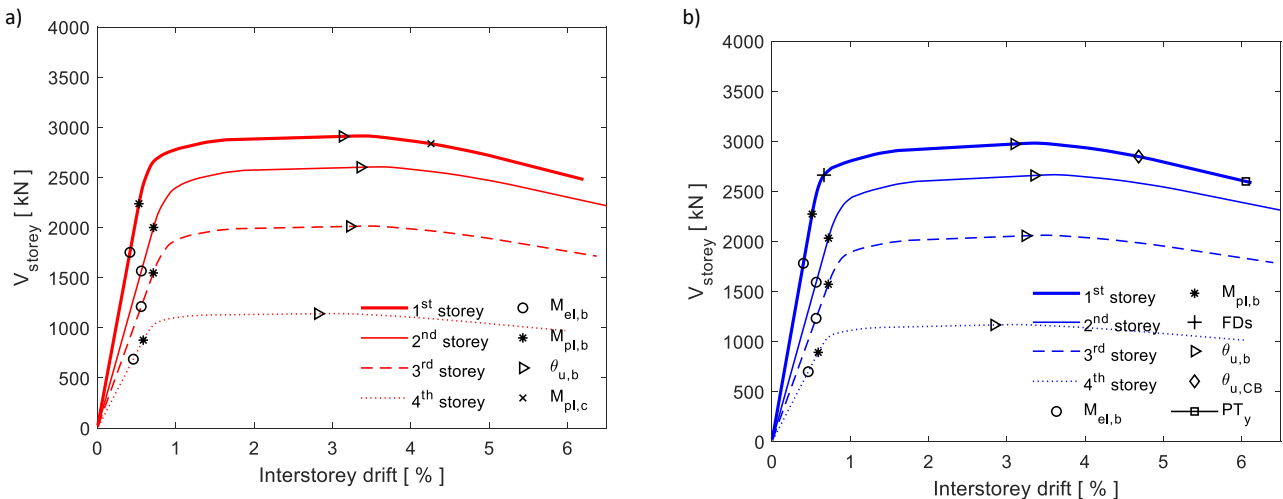 a)
4000
3500
3000
2500
2000
1500
1000
500
0
V_storey [ kN ]
0 1 2 3 4 5 6
Interstorey drift [ % ]
1st storey
2nd storey
3rd storey
4th storey
M_el,b
M_pl,b
θ_u,b
M_pl,c
b)
4000
3500
3000
2500
2000
1500
1000
500
0
V_storey [ kN ]
0 1 2 3 4 5 6
Interstorey drift [ % ]
1st storey
2nd storey
3rd storey
4th storey
M_el,b
M_pl,b
FDs
θ_u,b
θ_u,CB
PT_y